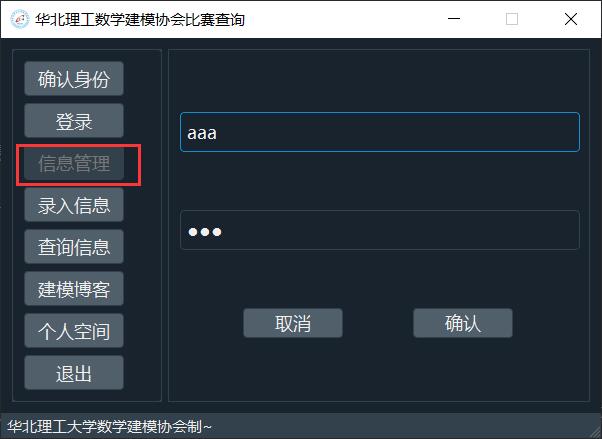 华北理工数学建模协会比赛查询
确认身份
登录
信息管理
录入信息
查询信息
建模博客
个人空间
退出
aaa
●●●
取消
确认
华北理工大学数学建模协会制~